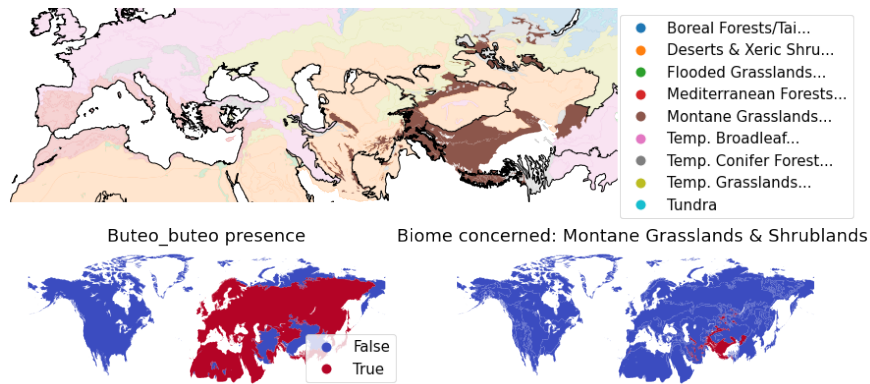 Boreal Forests/Tai...
Deserts & Xeric Shru...
Flooded Grasslands...
Mediterranean Forests...
Montane Grasslands...
Temp. Broadleaf...
Temp. Conifer Forest...
Temp. Grasslands...
Tundra
Buteo_buteo presence
Biome concerned: Montane Grasslands & Shrublands
False
True